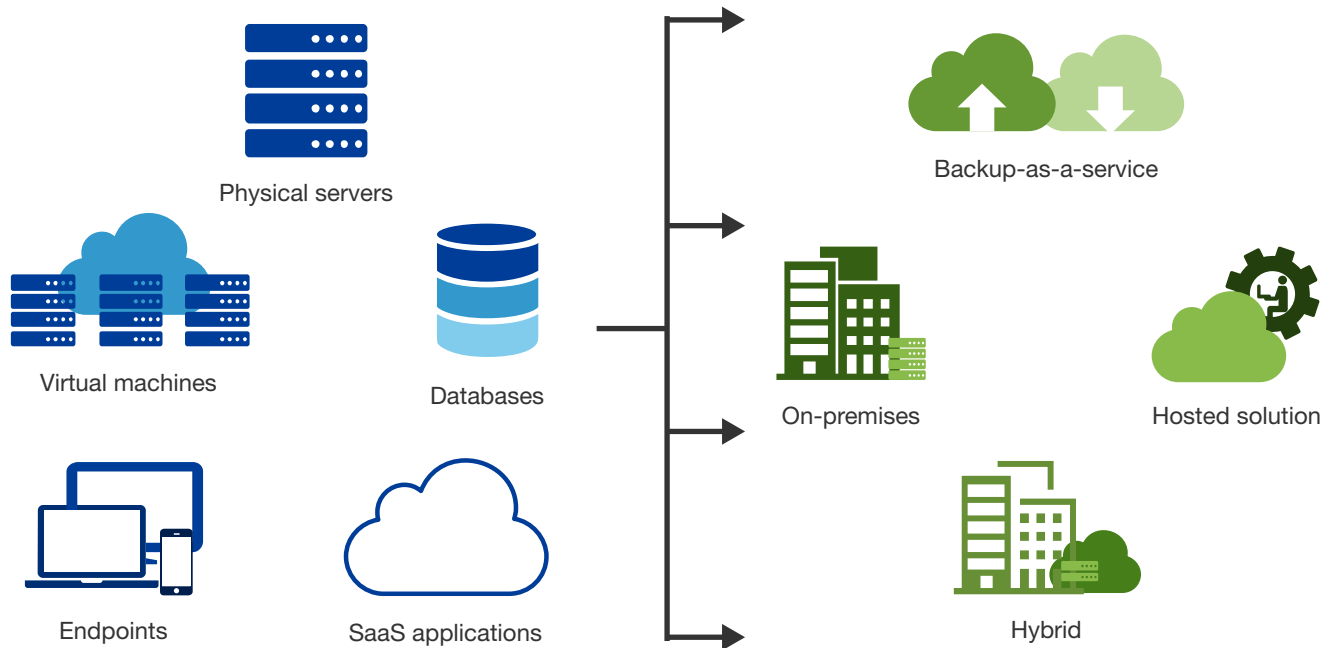 Physical servers
Virtual machines
Databases
Endpoints
SaaS applications
Backup-as-a-service
On-premises
Hosted solution
Hybrid